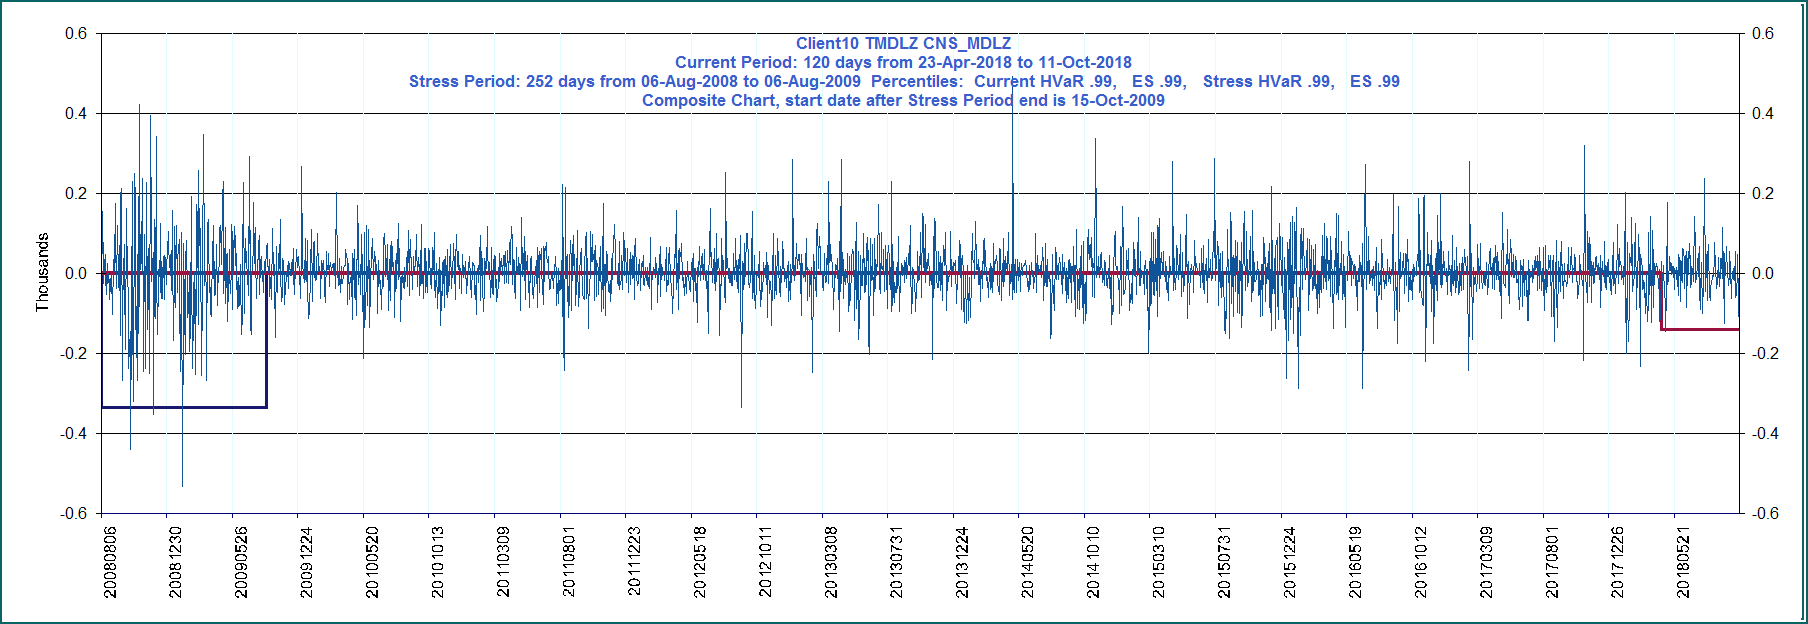 Client10 TMDLZ CNS_MDLZ
Current Period: 120 days from 23-Apr-2018 to 11-Oct-2018
Stress Period: 252 days from 06-Aug-2008 to 06-Aug-2009  Percentiles:  Current HVaR .99,   ES .99,   Stress HVaR .99,   ES .99
Composite Chart, start date after Stress Period end is 15-Oct-2009
Thousands
0.6 0.6
0.4 0.4
0.2 0.2
0.0 0.0
-0.2 -0.2
-0.4 -0.4
-0.6 -0.6
20080806 20081230 20090526 20091224 20100520 20101013 20110309 20110801 20111223 20120518 20121011 20130308 20130731 20131224 20140520 20141010 20150310 20150731 20151224 20160519 20161012 20170309 20170801 20171226 20180521